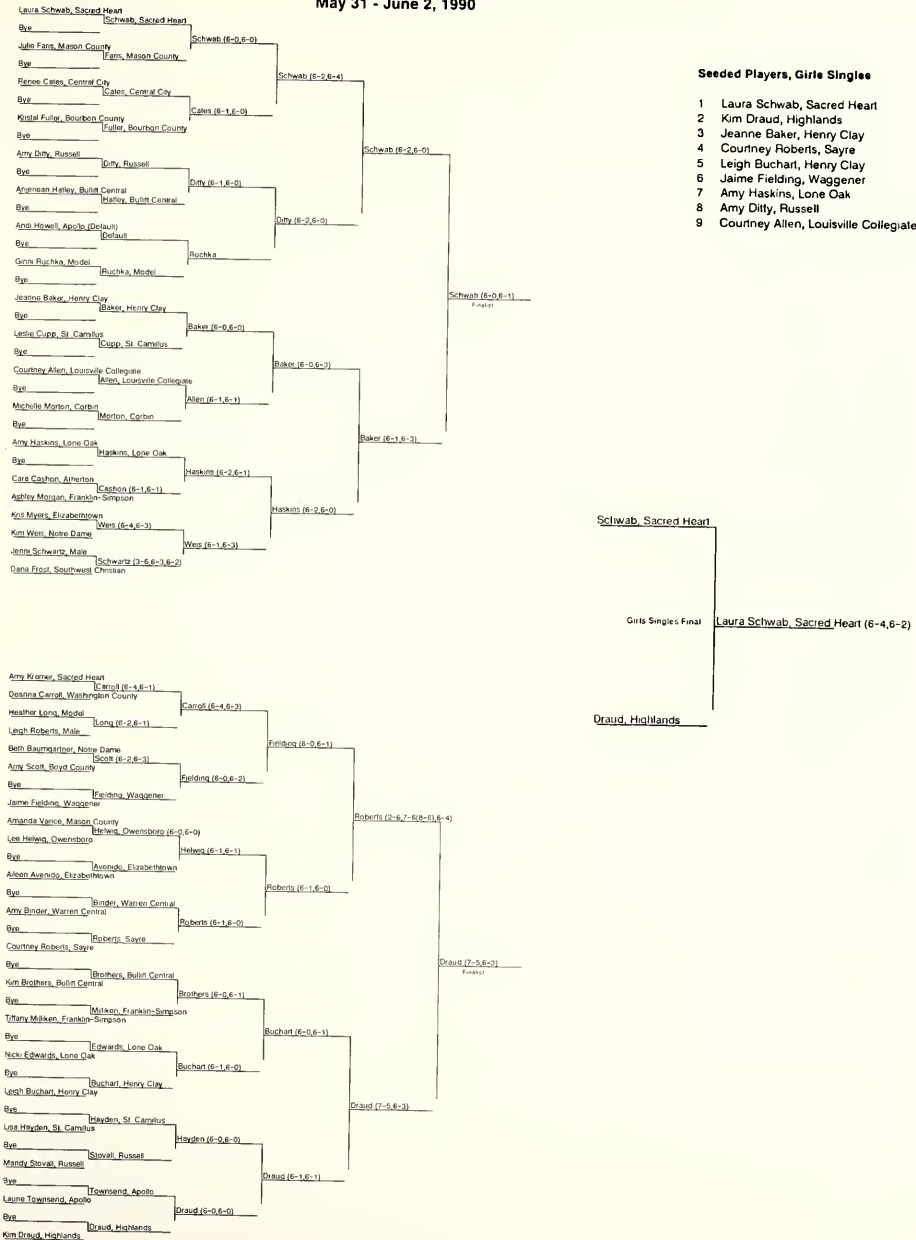 May 31 - June 2, 1990
Laura Schwab, Sacred Heart
Schwab, Sacred Heart
Bye
Schwab (6-0,6-0)
Julie Faris, Mason County
Faris, Mason County
Bye
Schwab (6-2,6-4)
Renee Cates, Central City
Cates, Central City
Bye
Cates (6-1,6-0)
Kristal Fuller, Bourbon County
Fuller, Bourbon County
Bye
Schwab (6-2,6-0)
Amy Ditty, Russell
Ditty, Russell
Bye
Ditty (6-1,6-0)
Hatley, Bullitt Central
Hatley, Bullitt Central
Bye
Ditty (6-2,6-0)
Andi Howell, Apollo (Default)
Default
Bye
Ruchka
Ginni Ruchka, Model
Ruchka, Model
Bye
Schwab (6-0,6-1)
Finalist
Jeanne Baker, Henry Clay
Baker, Henry Clay
Bye
Baker (6-0,6-0)
Leslie Cupp, St. Camillus
Cupp, St. Camillus
Bye
Baker (6-0,6-3)
Courtney Allen, Louisville Collegiate
Allen, Louisville Collegiate
Bye
Allen (6-1,6-1)
Michelle Morton, Corbin
Morton, Corbin
Bye
Baker (6-1,6-3)
Amy Haskins, Lone Oak
Haskins, Lone Oak
Bye
Haskins (6-2,6-1)
Cara Cashon, Atherton
Cashon (6-1,6-1)
Ashley Morgan, Franklin-Simpson
Haskins (6-2,6-0)
Kris Myers, Elizabethtown
Weis (6-4,6-3)
Kim Weis, Notre Dame
Weis (6-1,6-3)
Jenni Schwartz, Male
Schwartz (3-6,6-3,6-2)
Dana Frost, Southwest Christian
Seeded Players, Girls Singles
1 Laura Schwab, Sacred Heart
2 Kim Draud, Highlands
3 Jeanne Baker, Henry Clay
4 Courtney Roberts, Sayre
5 Leigh Buchart, Henry Clay
6 Jaime Fielding, Waggener
7 Amy Haskins, Lone Oak
8 Amy Ditty, Russell
9 Courtney Allen, Louisville Collegiate
Schwab, Sacred Heart
Girls Singles Final
Laura Schwab, Sacred Heart (6-4,6-2)
Draud, Highlands
Amy Kremer, Sacred Heart
Carroll (6-4,6-1)
Deanna Carroll, Washington County
Carroll (6-4,6-3)
Heather Long, Model
Long (6-2,6-1)
Leigh Roberts, Male
Fielding (6-0,6-1)
Beth Baumgartner, Notre Dame
Scott (6-2,6-3)
Amy Scott, Boyd County
Fielding (6-0,6-2)
Bye
Fielding, Waggener
Jaime Fielding, Waggener
Roberts (2-6,7-6(8-6),6-4)
Amanda Vance, Mason County
Helwig, Owensboro (6-0,6-0)
Lee Helwig, Owensboro
Helwig (6-1,6-1)
Bye
Avenido, Elizabethtown
Aileen Avenido, Elizabethtown
Roberts (6-1,6-0)
Bye
Binder, Warren Central
Amy Binder, Warren Central
Roberts (6-1,6-0)
Bye
Roberts, Sayre
Courtney Roberts, Sayre
Draud (7-5,6-3)
Finalist
Bye
Brothers, Bullitt Central
Kim Brothers, Bullitt Central
Brothers (6-0,6-1)
Bye
Milliken, Franklin-Simpson
Tiffany Milliken, Franklin-Simpson
Buchart (6-0,6-1)
Bye
Edwards, Lone Oak
Nicki Edwards, Lone Oak
Buchart (6-1,6-0)
Bye
Buchart, Henry Clay
Leigh Buchart, Henry Clay
Draud (7-5,6-3)
Bye
Hayden, St. Camillus
Lisa Hayden, St. Camillus
Hayden (6-0,6-0)
Bye
Stovall, Russell
Mandy Stovall, Russell
Draud (6-1,6-1)
Bye
Townsend, Apollo
Laurie Townsend, Apollo
Draud (6-0,6-0)
Bye
Draud, Highlands
Kim Draud, Highlands